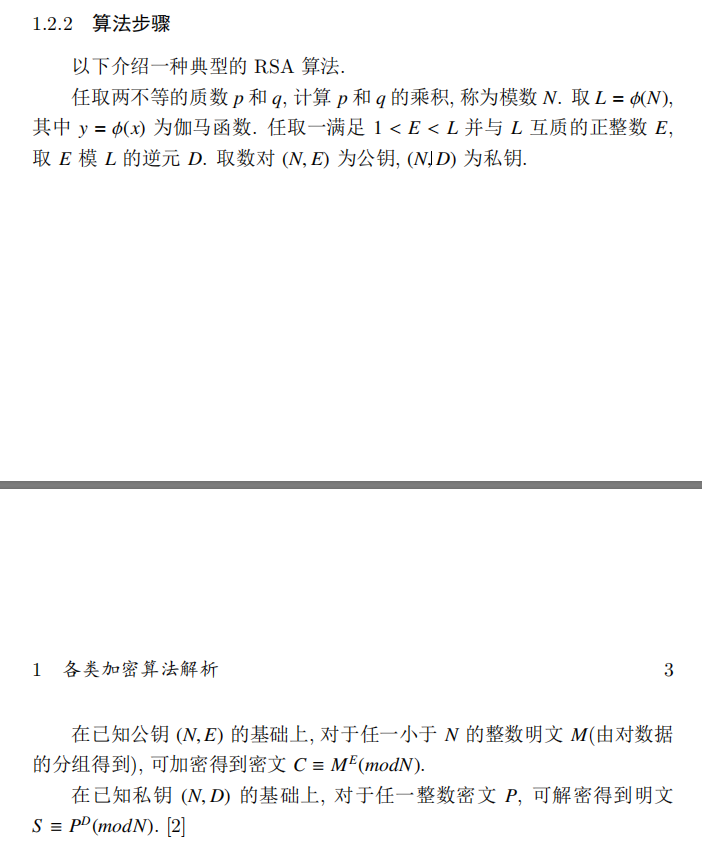 1.2.2 算法步骤
以下介绍一种典型的 RSA 算法.
任取两不等的质数 p 和 q, 计算 p 和 q 的乘积, 称为模数 N. 取 L = ϕ(N),
其中 y = ϕ(x) 为伽马函数. 任取一满足 1 < E < L 并与 L 互质的正整数 E,
取 E 模 L 的逆元 D. 取数对 (N, E) 为公钥, (N, D) 为私钥.
1 各类加密算法解析 3
在已知公钥 (N, E) 的基础上, 对于任一小于 N 的整数明文 M(由对数据
的分组得到), 可加密得到密文 C ≡ M^E(modN).
在已知私钥 (N, D) 的基础上, 对于任一整数密文 P, 可解密得到明文
S ≡ P^D(modN). [2]